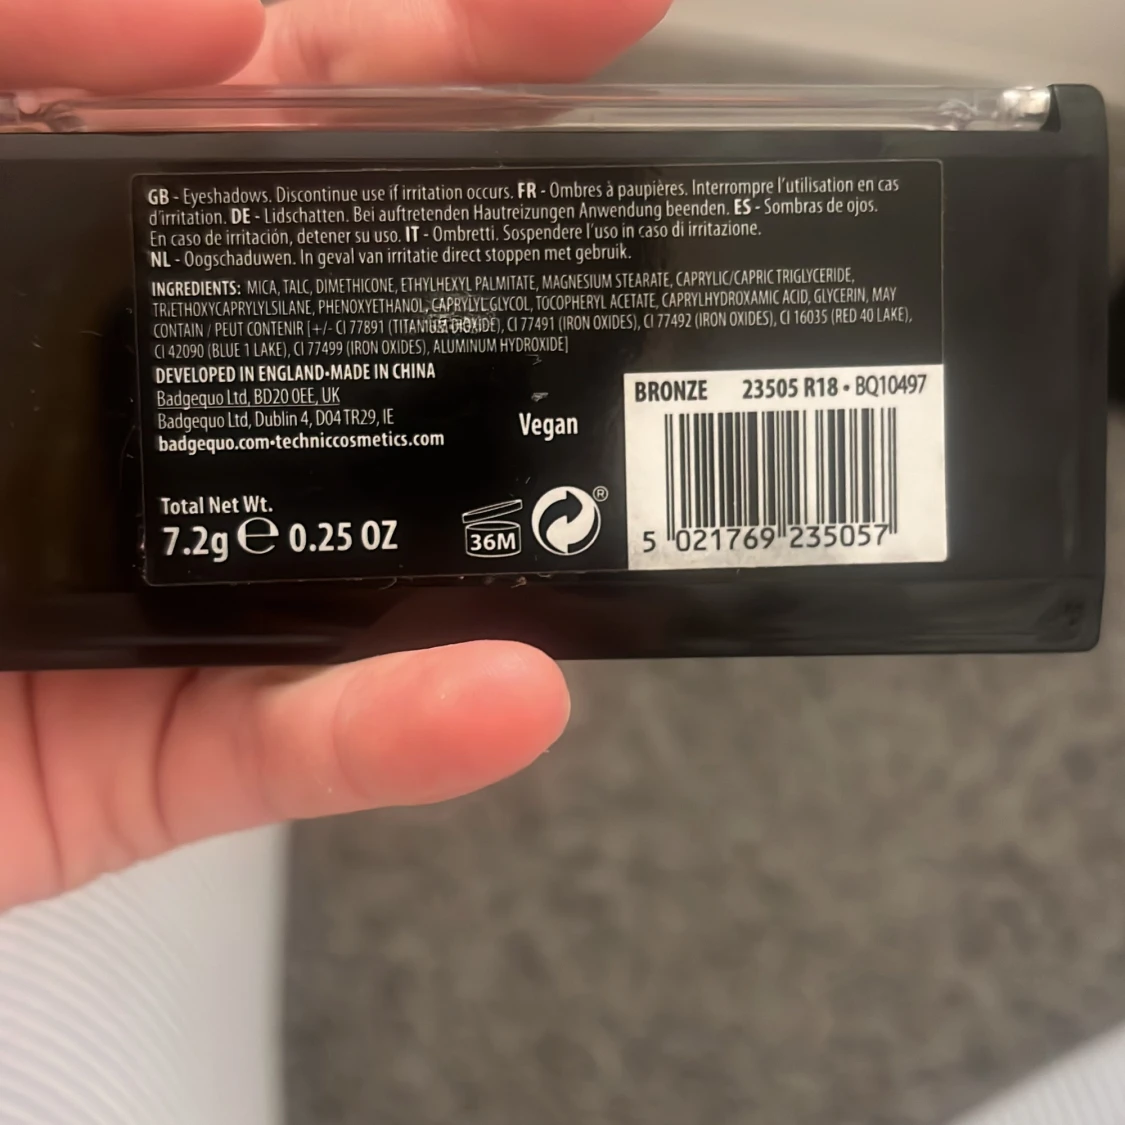 GB - Eyeshadows. Discontinue use if irritation occurs. FR - Ombres à paupières. Interrompre l'utilisation en cas
d'irritation. DE - Lidschatten. Bei auftretenden Hautreizungen Anwendung beenden. ES - Sombras de ojos.
En caso de irritación, detener su uso. IT - Ombretti. Sospendere l'uso in caso di irritazione.
NL - Oogschaduwen. In geval van irritatie direct stoppen met gebruik.
INGREDIENTS: MICA, TALC, DIMETHICONE, ETHYLHEXYL PALMITATE, MAGNESIUM STEARATE, CAPRYLIC/CAPRIC TRIGLYCERIDE,
TRIETHOXYCAPRYLYLSILANE, PHENOXYETHANOL, CAPRYLYL GLYCOL, TOCOPHERYL ACETATE, CAPRYLHYDROXAMIC ACID, GLYCERIN, MAY
CONTAIN / PEUT CONTENIR [+/- CI 77891 (TITANIUM DIOXIDE), CI 77491 (IRON OXIDES), CI 77492 (IRON OXIDES), CI 16035 (RED 40 LAKE),
CI 42090 (BLUE 1 LAKE), CI 77499 (IRON OXIDES), ALUMINUM HYDROXIDE]
DEVELOPED IN ENGLAND•MADE IN CHINA
Badgequo Ltd, BD20 0EE, UK
Badgequo Ltd, Dublin 4, D04 TR29, IE
badgequo.com•techniccosmetics.com
Vegan
Total Net Wt.
7.2g e 0.25 OZ
36M
®
BRONZE 23505 R18 • BQ10497
5 021769 235057